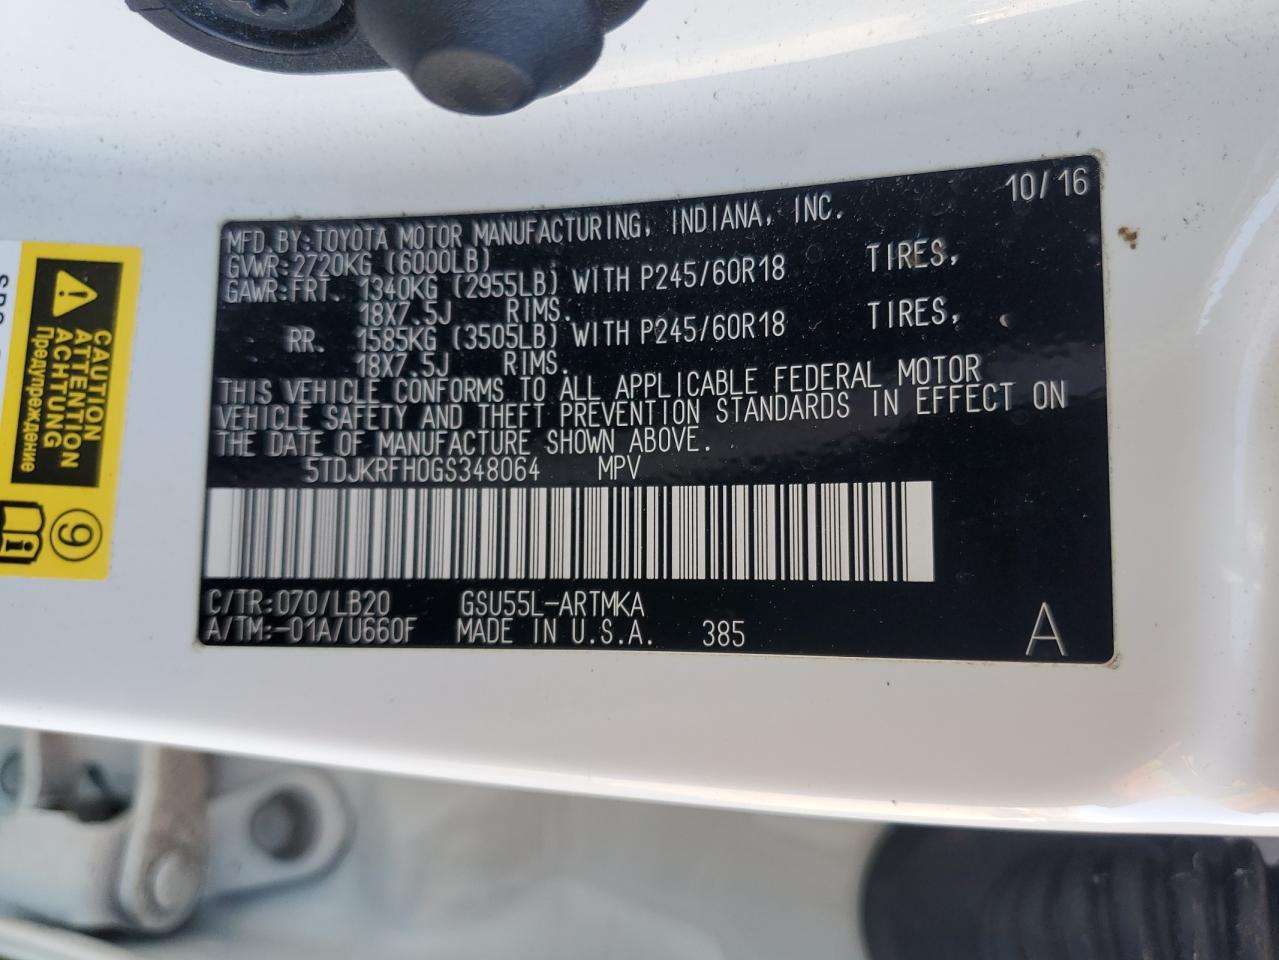 10/16
MFD.BY:TOYOTA MOTOR MANUFACTURING, INDIANA, INC.
GVWR:2720KG (6000LB)
GAWR:FRT. 1340KG (2955LB) WITH P245/60R18 TIRES,
18X7.5J RIMS.
RR. 1585KG (3505LB) WITH P245/60R18 TIRES,
18X7.5J RIMS.
THIS VEHICLE CONFORMS TO ALL APPLICABLE FEDERAL MOTOR
VEHICLE SAFETY AND THEFT PREVENTION STANDARDS IN EFFECT ON
THE DATE OF MANUFACTURE SHOWN ABOVE.
5TDJKRFH0GS348064 MPV
C/TR:070/LB20 GSU55L-ARTMKA
A/TM:-01A/U660F MADE IN U.S.A. 385
A
CAUTION
ATTENTION
ACHTUNG
Предупреждение
9
i